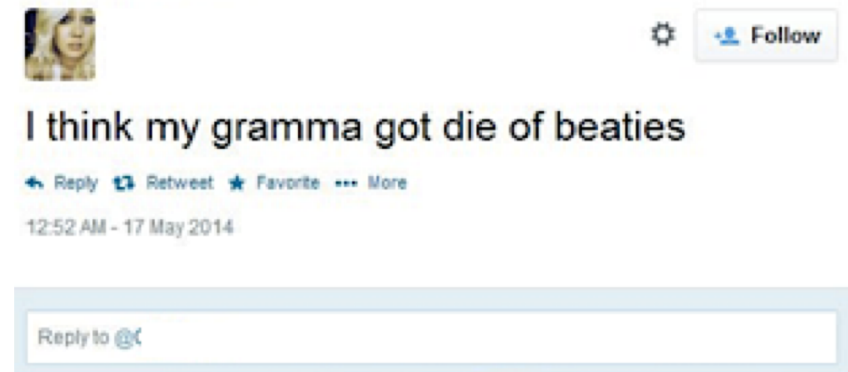 Follow
I think my gramma got die of beaties
Reply Retweet Favorite More
12:52 AM - 17 May 2014
Reply to @